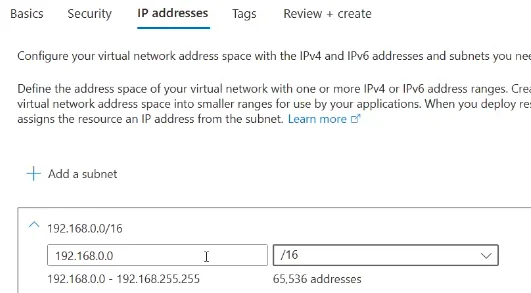 Basics Security IP addresses Tags Review + create
Configure your virtual network address space with the IPv4 and IPv6 addresses and subnets you
Define the address space of your virtual network with one or more IPv4 or IPv6 address ranges.
virtual network address space into smaller ranges for use by your applications. When you deploy
assigns the resource an IP address from the subnet. Learn more
Add a subnet
192.168.0.0/16
192.168.0.0 /16
192.168.0.0 - 192.168.255.255 65,536 addresses